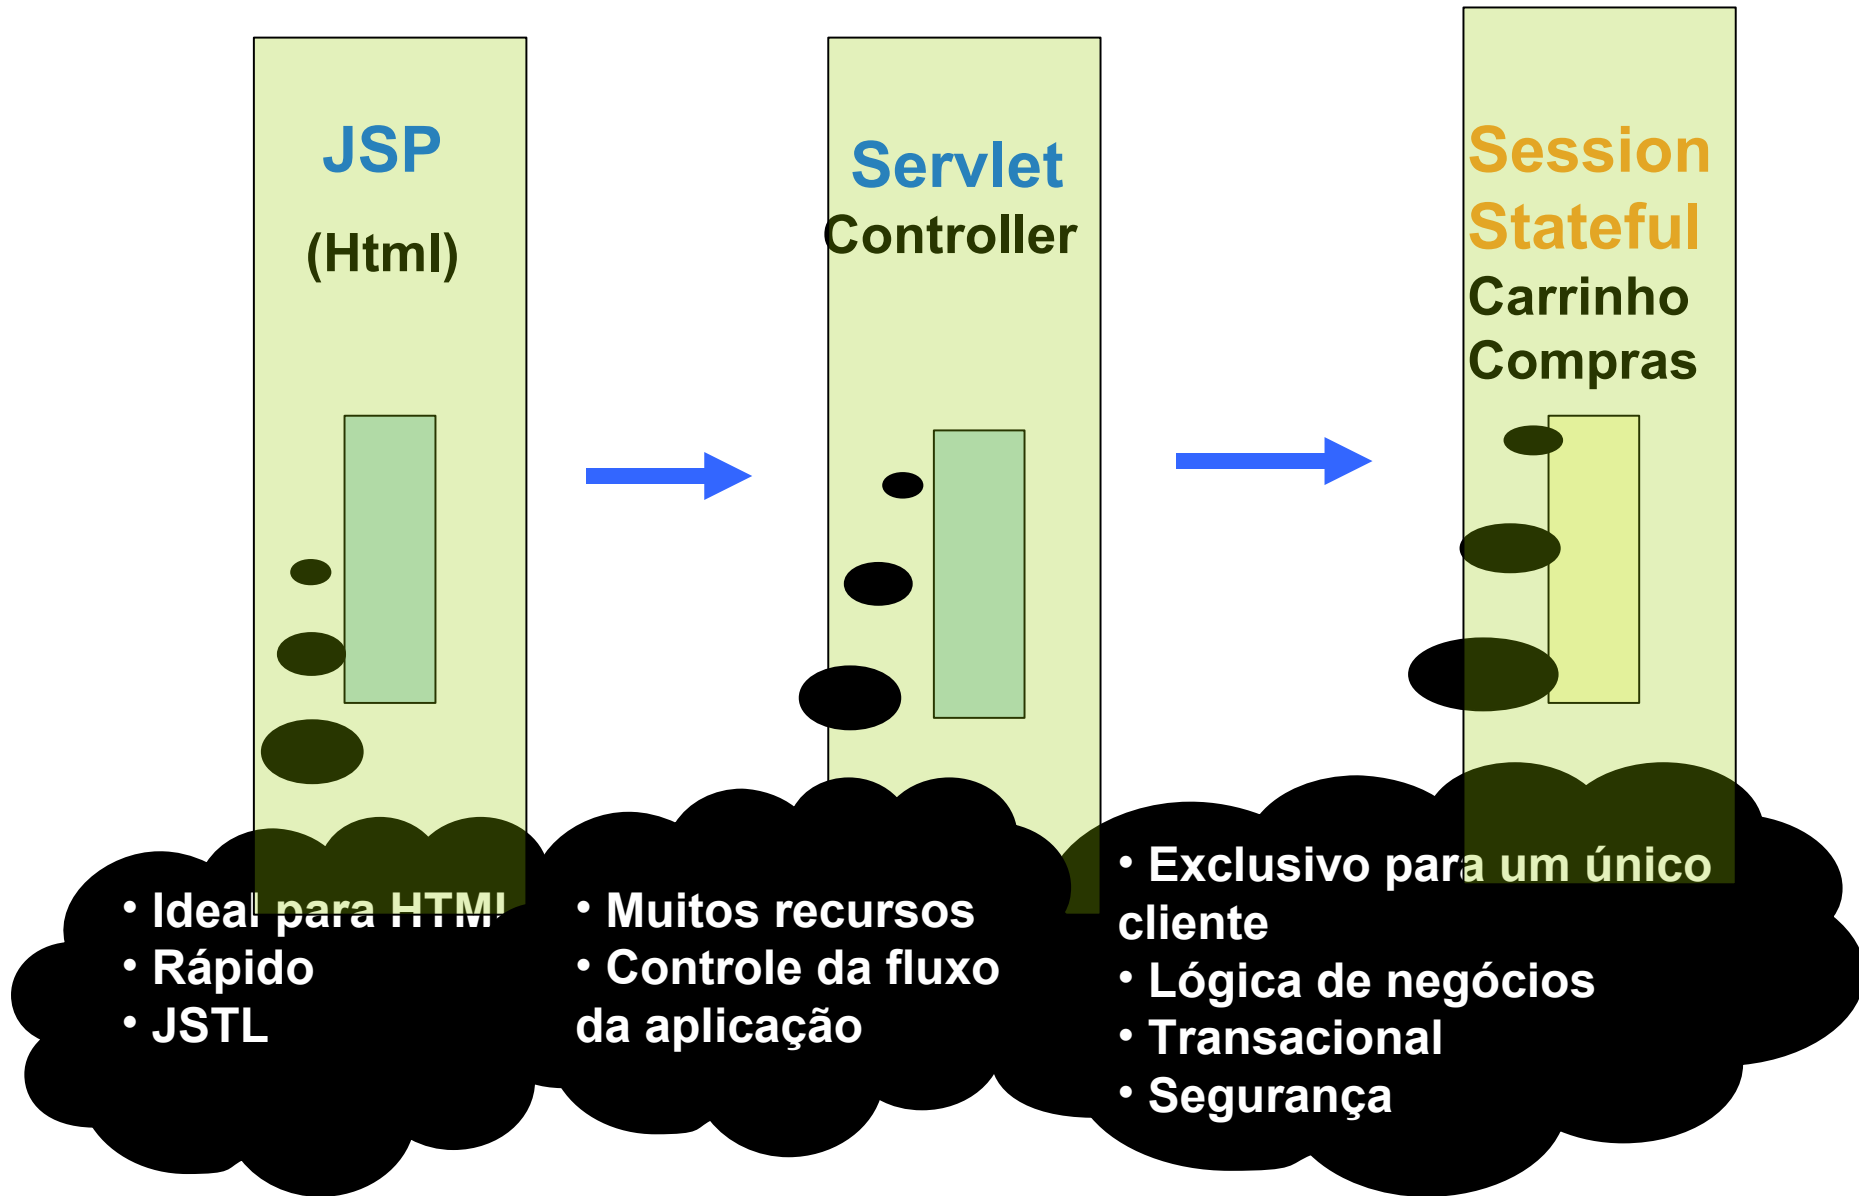 JSP
(Html)
Servlet
Controller
Session
Stateful
Carrinho
Compras
• Ideal para HTML
• Rápido
• JSTL
• Muitos recursos
• Controle da fluxo
da aplicação
• Exclusivo para um único
cliente
• Lógica de negócios
• Transacional
• Segurança